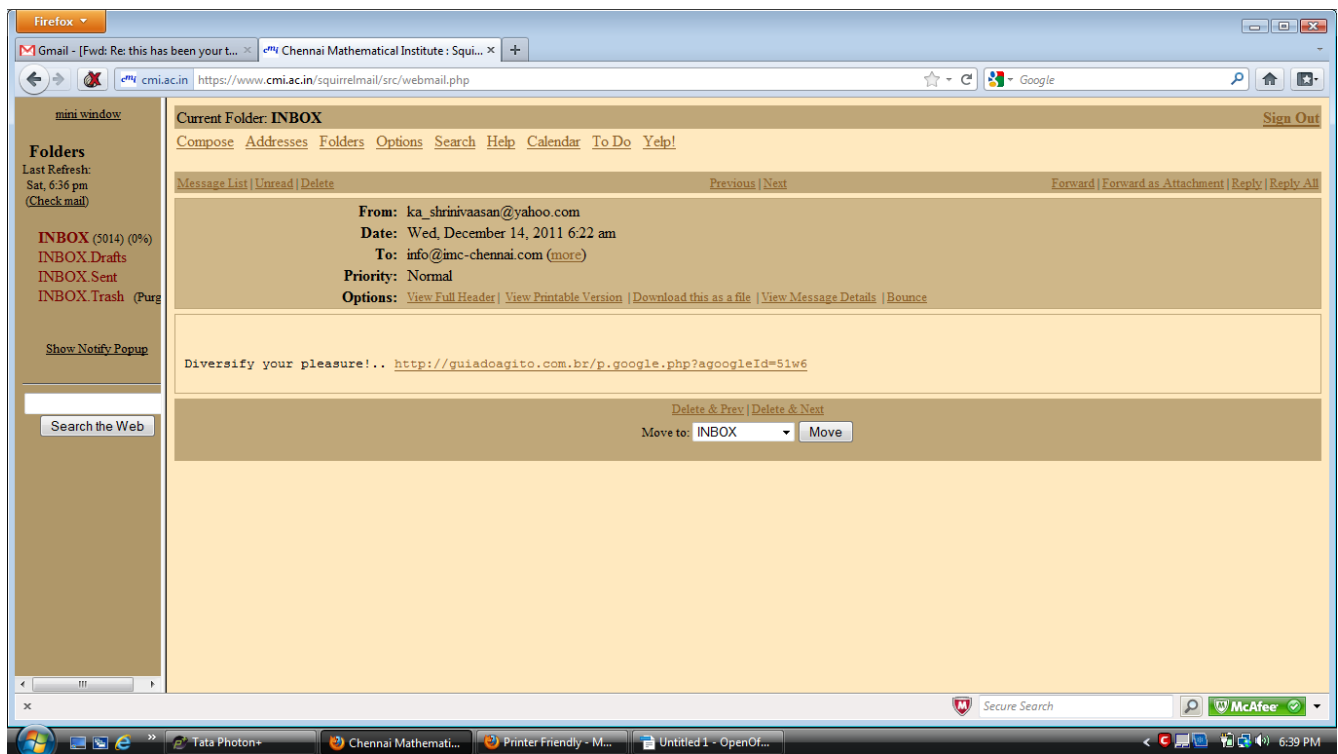 Firefox
Gmail - [Fwd: Re: this has been your t... × Chennai Mathematical Institute : Squi... × +
cmi.ac.in https://www.cmi.ac.in/squirrelmail/src/webmail.php Google
mini window
Folders
Last Refresh:
Sat, 6:36 pm
(Check mail)
INBOX (5014) (0%)
INBOX.Drafts
INBOX.Sent
INBOX.Trash (Purg
Show Notify Popup
Search the Web
Current Folder: INBOX Sign Out
Compose Addresses Folders Options Search Help Calendar To Do Yelp!
Message List | Unread | Delete Previous | Next Forward | Forward as Attachment | Reply | Reply All
From: ka_shrinivaasan@yahoo.com
Date: Wed, December 14, 2011 6:22 am
To: info@imc-chennai.com (more)
Priority: Normal
Options: View Full Header | View Printable Version | Download this as a file | View Message Details | Bounce
Diversify your pleasure!.. http://guiadoagito.com.br/p.google.php?agoogleId=51w6
Delete & Prev | Delete & Next
Move to: INBOX Move
× Secure Search McAfee
Tata Photon+ Chennai Mathemati... Printer Friendly - M... Untitled 1 - OpenOf... 6:39 PM